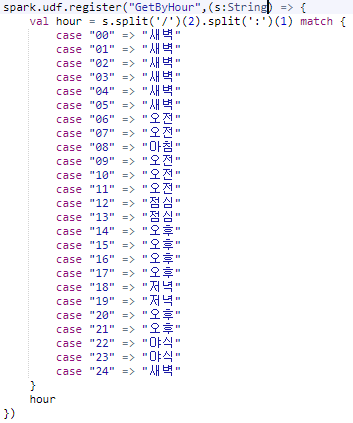 spark.udf.register("GetByHour",(s:String) => {
    val hour = s.split('/')(2).split(':')(1) match {
        case "00" => "새벽"
        case "01" => "새벽"
        case "02" => "새벽"
        case "03" => "새벽"
        case "04" => "새벽"
        case "05" => "새벽"
        case "06" => "오전"
        case "07" => "오전"
        case "08" => "아침"
        case "09" => "오전"
        case "10" => "오전"
        case "11" => "오전"
        case "12" => "점심"
        case "13" => "점심"
        case "14" => "오후"
        case "15" => "오후"
        case "16" => "오후"
        case "17" => "오후"
        case "18" => "저녁"
        case "19" => "저녁"
        case "20" => "오후"
        case "21" => "오후"
        case "22" => "야식"
        case "23" => "야식"
        case "24" => "새벽"
    }
    hour
})